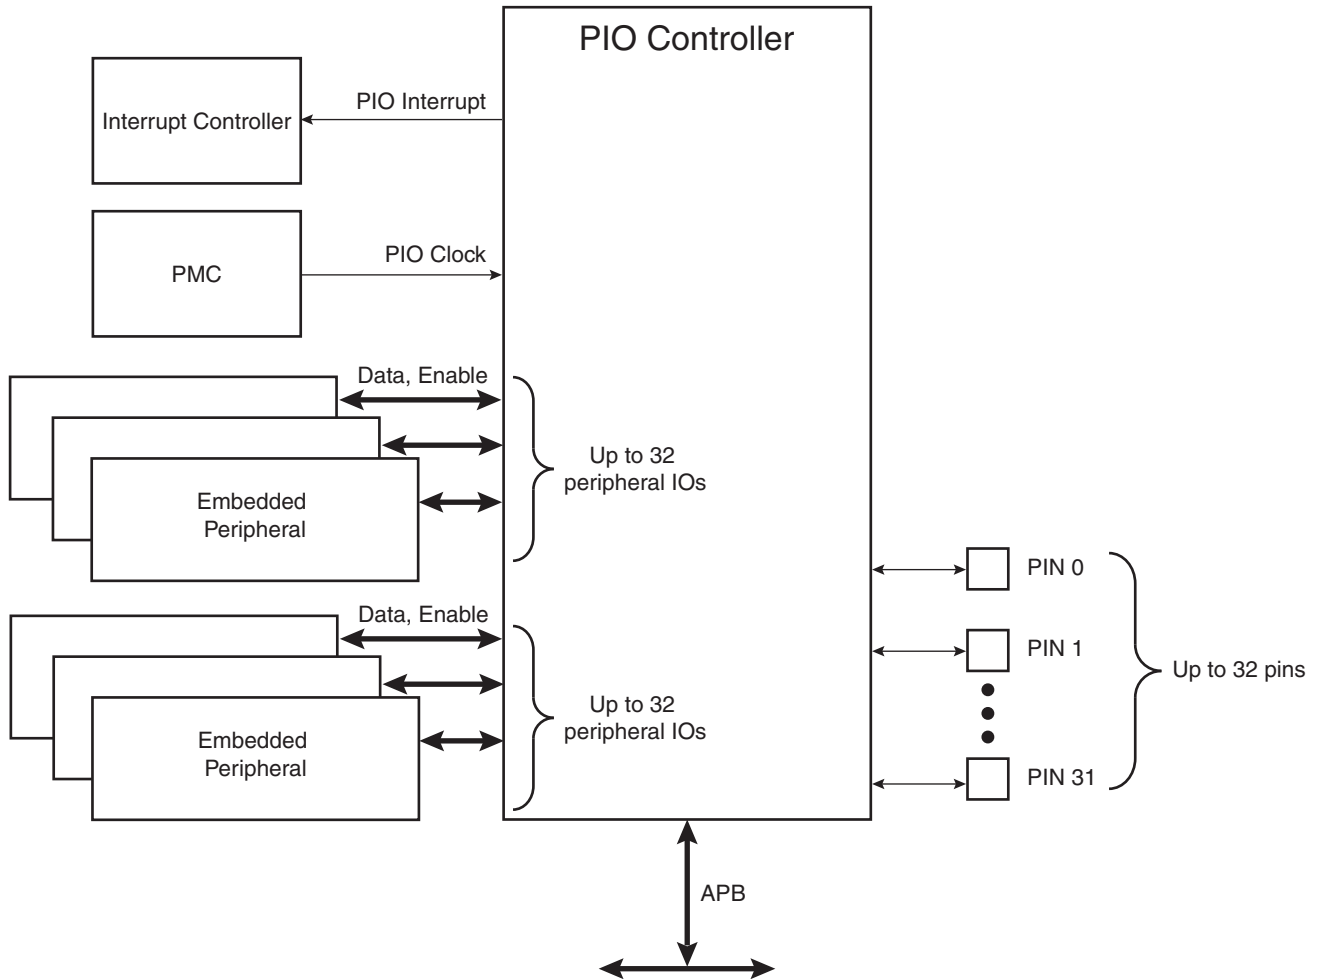 PIO Controller
PIO Interrupt
Interrupt Controller
PIO Clock
PMC
Data, Enable
Up to 32
peripheral IOs
Embedded
Peripheral
PIN 0
Data, Enable
PIN 1
Up to 32 pins
Up to 32
peripheral IOs
Embedded
Peripheral
PIN 31
APB